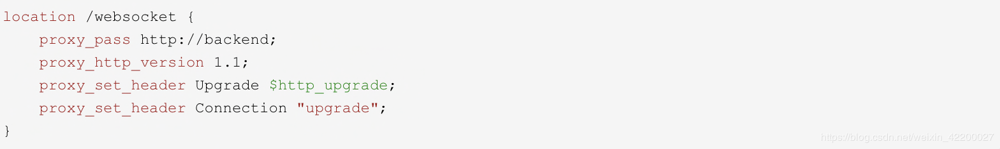 location /websocket {
    proxy_pass http://backend;
    proxy_http_version 1.1;
    proxy_set_header Upgrade $http_upgrade;
    proxy_set_header Connection "upgrade";
}
https://blog.csdn.net/weixin_42200027